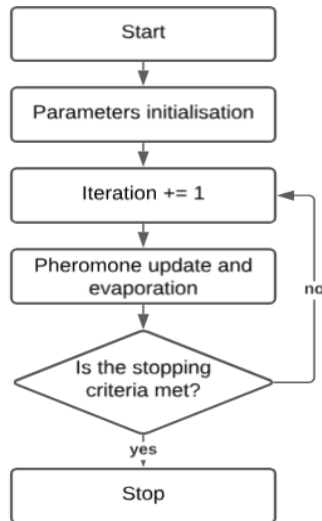 Start
Parameters initialisation
Iteration += 1
Pheromone update and
evaporation
no
Is the stopping
criteria met?
yes
Stop